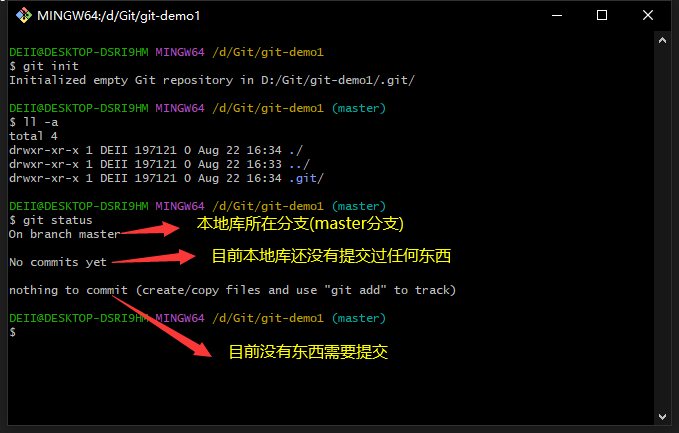 MINGW64:/d/Git/git-demo1
DEII@DESKTOP-DSRI9HM MINGW64 /d/Git/git-demo1
$ git init
Initialized empty Git repository in D:/Git/git-demo1/.git/
DEII@DESKTOP-DSRI9HM MINGW64 /d/Git/git-demo1 (master)
$ ll -a
total 4
drwxr-xr-x 1 DEII 197121 0 Aug 22 16:34 ./
drwxr-xr-x 1 DEII 197121 0 Aug 22 16:33 ../
drwxr-xr-x 1 DEII 197121 0 Aug 22 16:34 .git/
DEII@DESKTOP-DSRI9HM MINGW64 /d/Git/git-demo1 (master)
$ git status
本地库所在分支(master分支)
On branch master
目前本地库还没有提交过任何东西
No commits yet
nothing to commit (create/copy files and use "git add" to track)
DEII@DESKTOP-DSRI9HM MINGW64 /d/Git/git-demo1 (master)
$
目前没有东西需要提交